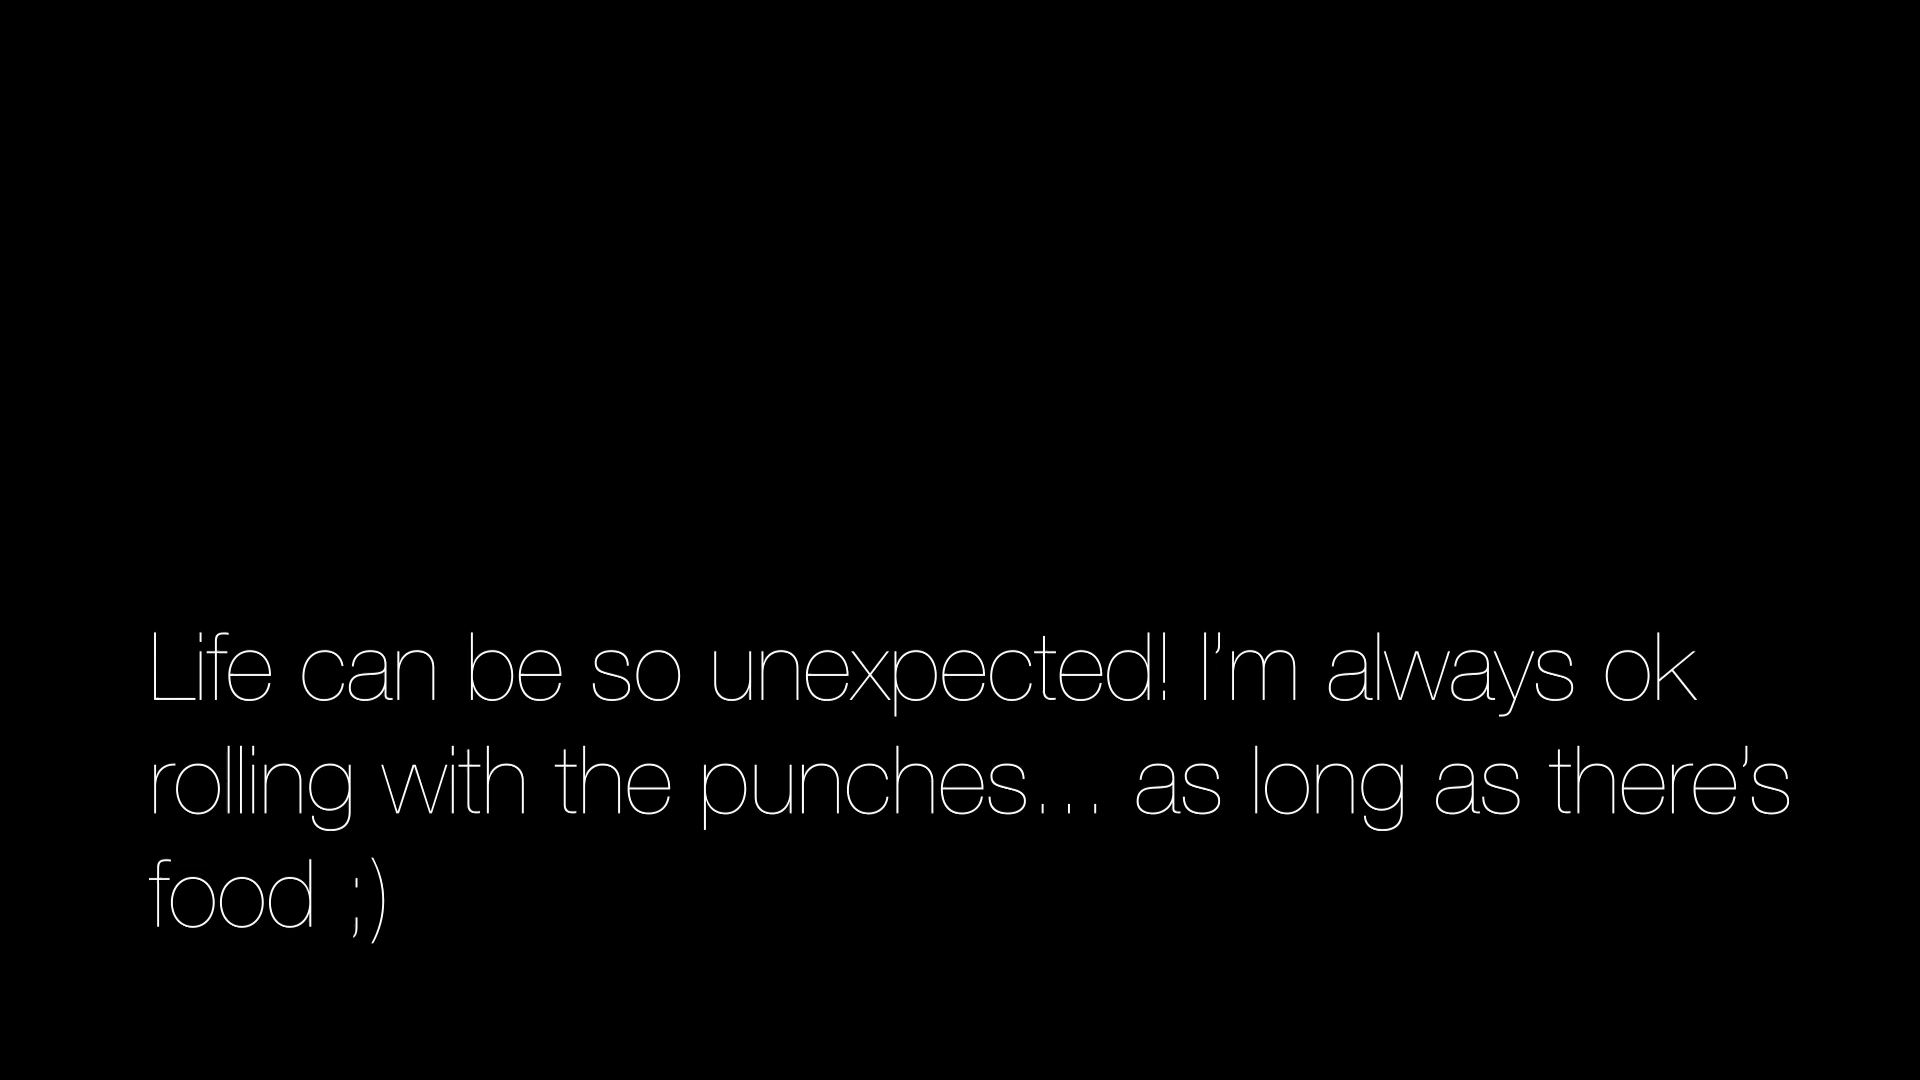 Life can be so unexpected! I’m always ok
rolling with the punches… as long as there’s
food ;)